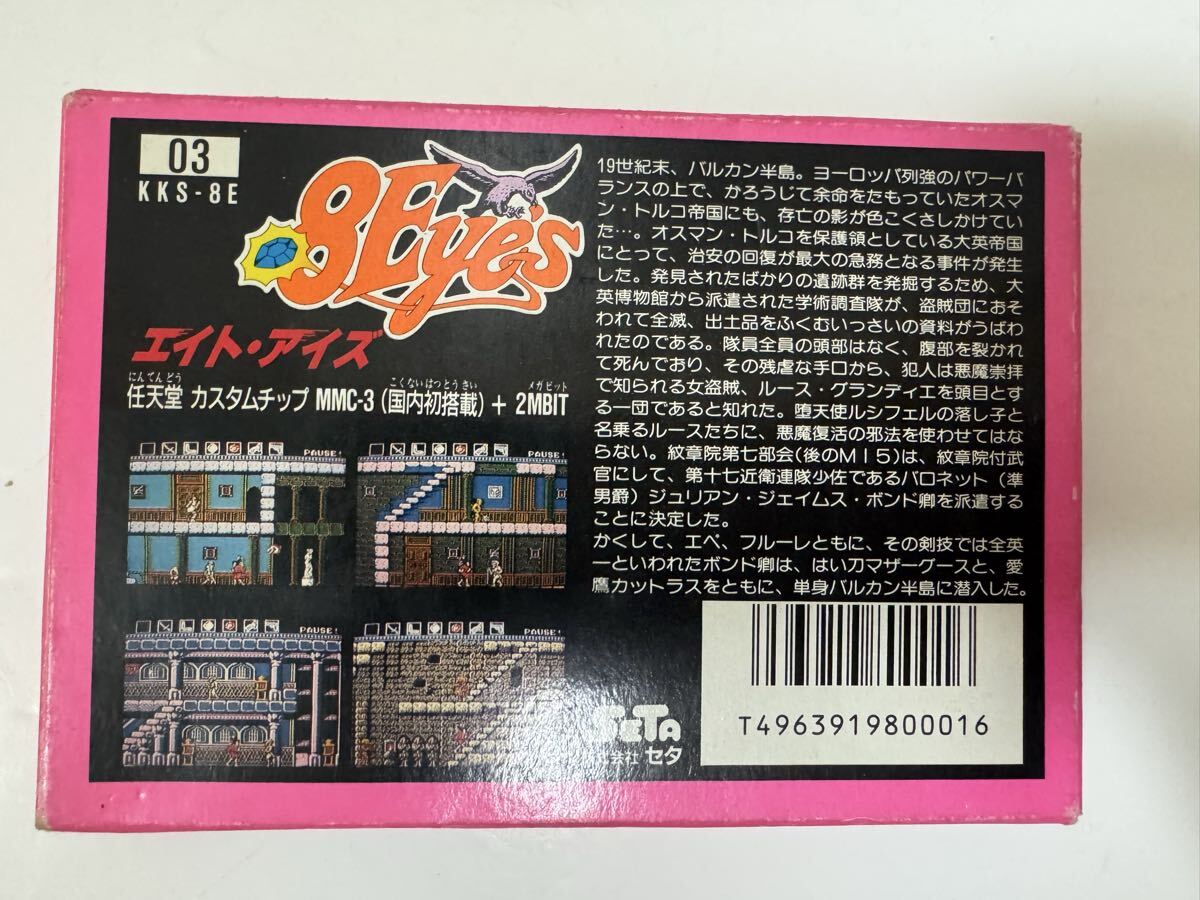 03
KKS-8E
8Eye's
エイト・アイズ
にんてんどう こくないはつとうさい メガビット
任天堂 カスタムチップ MMC-3 (国内初搭載) + 2MBIT
PAUSE!
PAUSE!
PAUSE!
PAUSE!
19世紀末、バルカン半島。ヨーロッパ列強のパワーバ
ランスの上で、かろうじて余命をたもっていたオスマ
ン・トルコ帝国にも、存亡の影が色こくさしかけてい
た…。オスマン・トルコを保護領としている大英帝国
にとって、治安の回復が最大の急務となる事件が発生
した。発見されたばかりの遺跡群を発掘するため、大
英博物館から派遣された学術調査隊が、盗賊団におそ
われて全滅、出土品をふくむいっさいの資料がうばわ
れたのである。隊員全員の頭部はなく、腹部を裂かれ
て死んでおり、その残虐な手口から、犯人は悪魔崇拝
で知られる女盗賊、ルース・グランディエを頭目とす
る一団であると知れた。堕天使ルシフェルの落し子と
名乗るルースたちに、悪魔復活の邪法を使わせてはな
らない。紋章院第七部会(後のMI5)は、紋章院付武
官にして、第十七近衛連隊少佐であるバロネット（準
男爵）ジュリアン・ジェイムス・ボンド卿を派遣する
ことに決定した。
かくして、エペ、フルーレともに、その剣技では全英
一といわれたボンド卿は、はい刀マザーグースと、愛
鷹カットラスをともに、単身バルカン半島に潜入した。
SETA
会社 セタ
T4963919800016